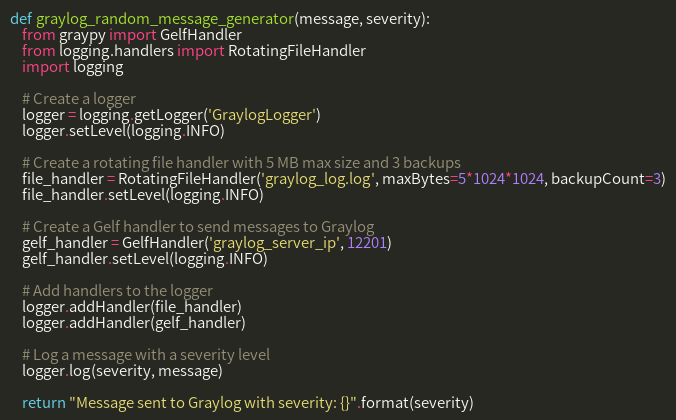 def graylog_random_message_generator(message, severity):
from graypy import GelfHandler
from logging.handlers import RotatingFileHandler
import logging
# Create a logger
logger = logging.getLogger('GraylogLogger')
logger.setLevel(logging.INFO)
# Create a rotating file handler with 5 MB max size and 3 backups
file_handler = RotatingFileHandler('graylog_log.log', maxBytes=5*1024*1024, backupCount=3)
file_handler.setLevel(logging.INFO)
# Create a Gelf handler to send messages to Graylog
gelf_handler = GelfHandler('graylog_server_ip', 12201)
gelf_handler.setLevel(logging.INFO)
# Add handlers to the logger
logger.addHandler(file_handler)
logger.addHandler(gelf_handler)
# Log a message with a severity level
logger.log(severity, message)
return "Message sent to Graylog with severity: {}".format(severity)